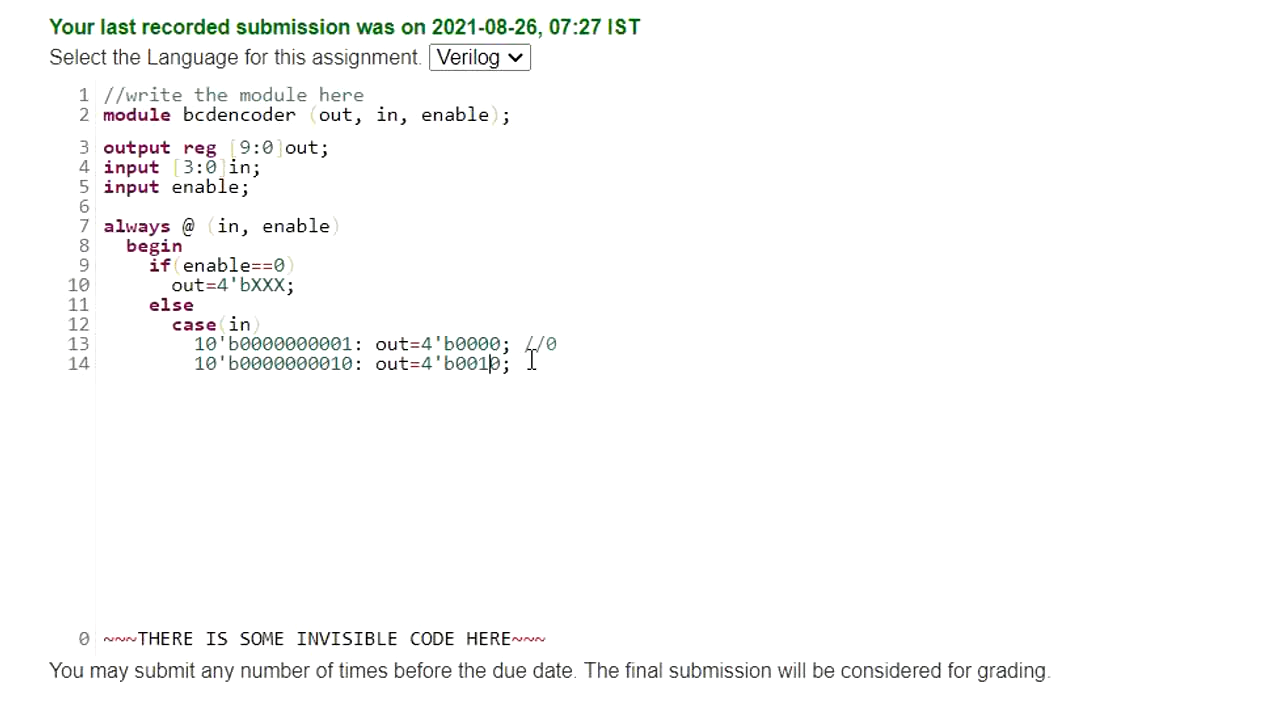 Your last recorded submission was on 2021-08-26, 07:27 IST
Select the Language for this assignment. Verilog
1 //write the module here
2 module bcdencoder (out, in, enable);
3 output reg [9:0]out;
4 input [3:0]in;
5 input enable;
6
7 always @ (in, enable)
8 begin
9 if(enable==0)
10 out=4'bXXX;
11 else
12 case(in)
13 10'b0000000001: out=4'b0000; //0
14 10'b0000000010: out=4'b0010;
0 ~~~THERE IS SOME INVISIBLE CODE HERE~~~
You may submit any number of times before the due date. The final submission will be considered for grading.